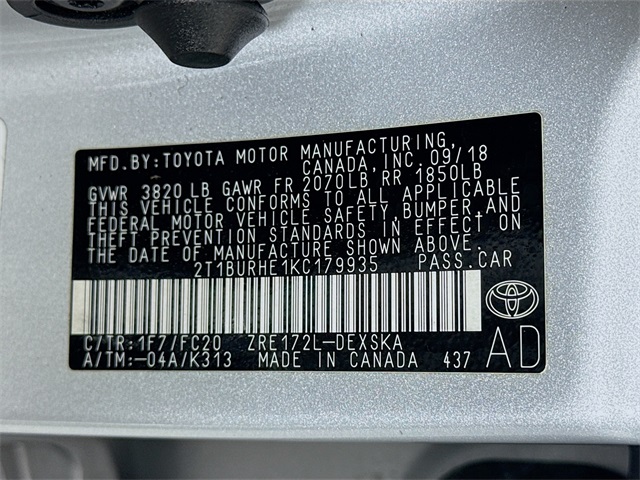 MFD.BY:TOYOTA MOTOR MANUFACTURING,
CANADA,INC.09/18
GVWR 3820 LB GAWR FR 2070LB RR 1850LB
THIS VEHICLE CONFORMS TO ALL APPLICABLE
FEDERAL MOTOR VEHICLE SAFETY,BUMPER,AND
THEFT PREVENTION STANDARDS IN EFFECT ON
THE DATE OF MANUFACTURE SHOWN ABOVE.
2T1BURHE1KC179935 PASS.CAR
C/TR:1F7/FC20 ZRE172L-DEXSKA
A/TM:-04A/K313 MADE IN CANADA 437
AD